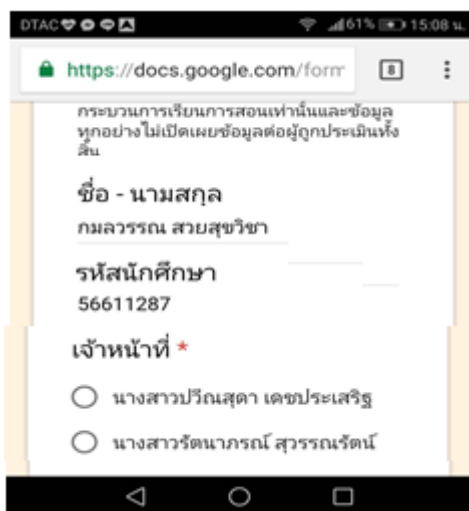 DTAC 61% 15:08 น.
https://docs.google.com/form 8
กระบวนการเรียนการสอนเท่านั้นและข้อมูล
ทุกอย่างไม่เปิดเผยข้อมูลต่อผู้ถูกประเมินทั้ง
สิ้น
ชื่อ - นามสกุล
กมลวรรณ สวยสุขวิชา
รหัสนักศึกษา
56611287
เจ้าหน้าที่ *
นางสาวปวีณสุดา เดชประเสริฐ
นางสาวรัตนาภรณ์ สุวรรณรัตน์